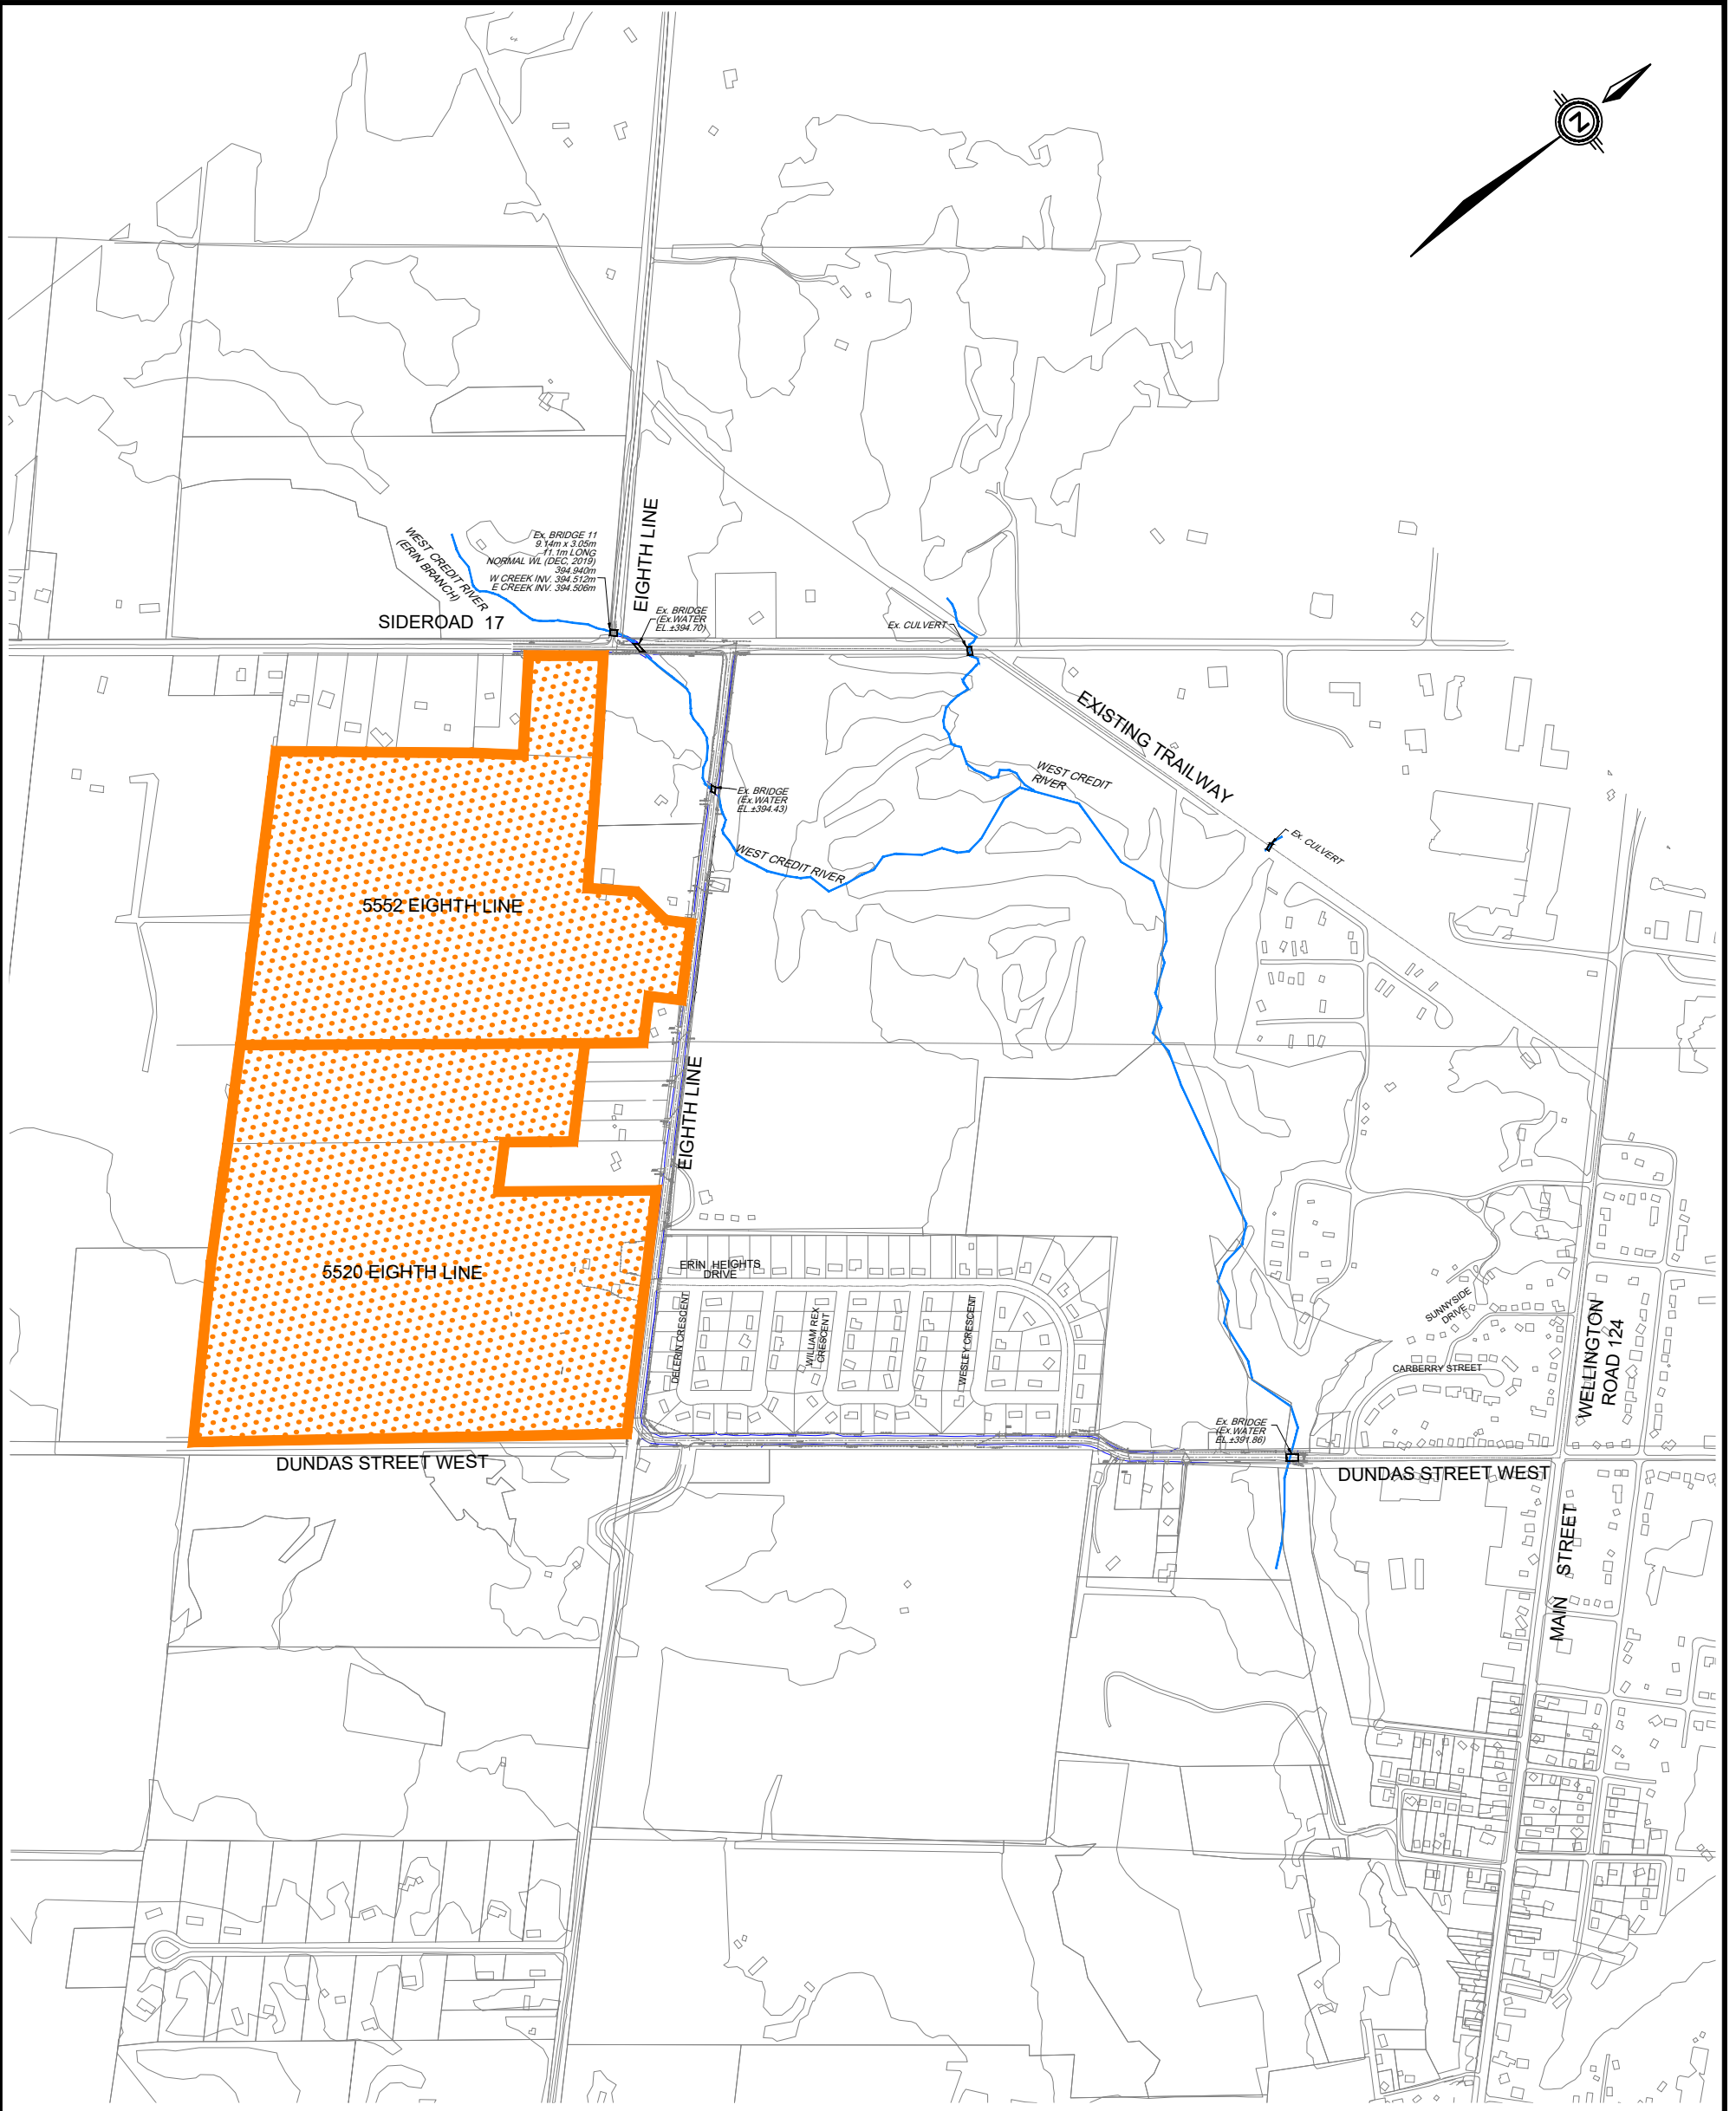 N
WEST CREDIT RIVER
(ERIN BRANCH)
Ex. BRIDGE 11
9.14m x 3.05m
11.1m LONG
NORMAL WL (DEC, 2019)
394.940m
W CREEK INV. 394.512m
E CREEK INV. 394.506m
EIGHTH LINE
SIDEROAD 17
Ex. BRIDGE
(Ex.WATER
EL.±394.70)
Ex. CULVERT
EXISTING TRAILWAY
WEST CREDIT
RIVER
Ex. BRIDGE
(Ex.WATER
EL.±394.43)
WEST CREDIT RIVER
Ex. CULVERT
5552 EIGHTH LINE
EIGHTH LINE
5520 EIGHTH LINE
ERIN HEIGHTS
DRIVE
DELERIN CRESCENT
WILLIAM REX
CRESCENT
WESLEY CRESCENT
SUNNYSIDE
DRIVE
CARBERRY STREET
WELLINGTON
ROAD 124
Ex. BRIDGE
(Ex.WATER
EL.±391.86)
DUNDAS STREET WEST
DUNDAS STREET WEST
MAIN STREET